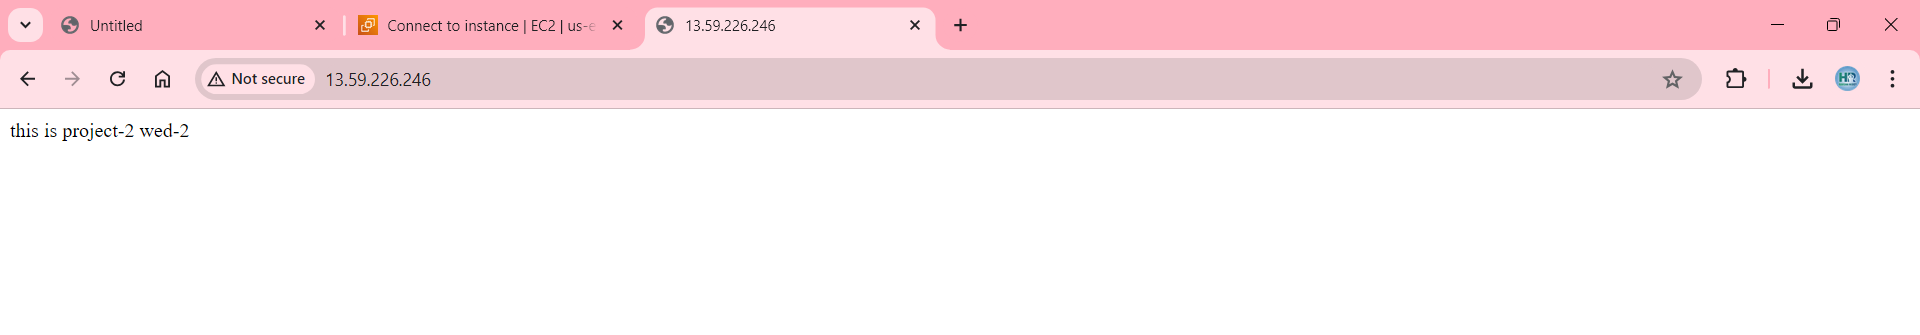 Untitled
Connect to instance | EC2 | us-e
13.59.226.246
Not secure
13.59.226.246
this is project-2 wed-2